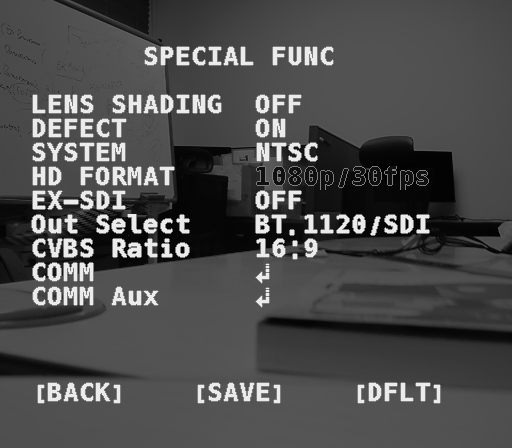 SPECIAL FUNC
LENS SHADING OFF
DEFECT ON
SYSTEM NTSC
HD FORMAT 1080p/30fps
EX-SDI OFF
Out Select BT.1120/SDI
CVBS Ratio 16:9
COMM ↲
COMM Aux ↲
[BACK] [SAVE] [DFLT]